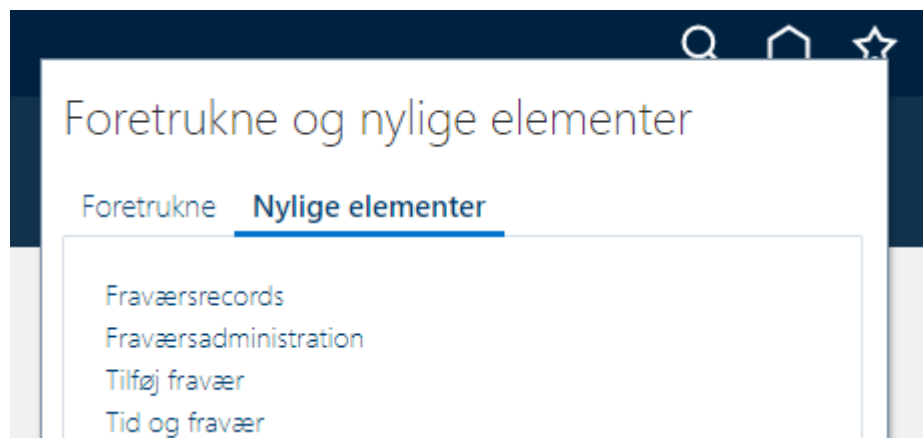 Foretrukne og nylige elementer
Foretrukne Nylige elementer
Fraværsrecords
Fraværsadministration
Tilføj fravær
Tid og fravær